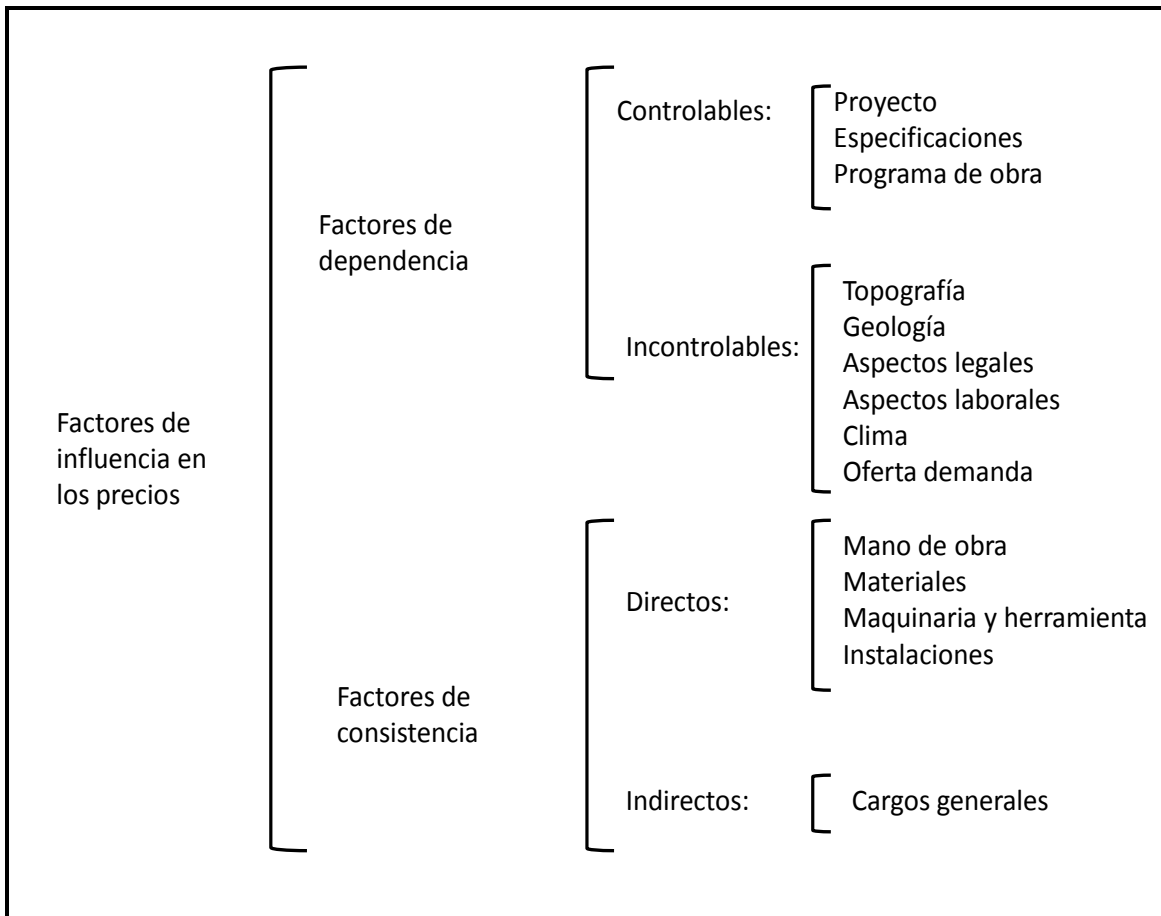 Factores de
influencia en
los precios
Factores de
dependencia
Controlables:
Proyecto
Especificaciones
Programa de obra
Incontrolables:
Topografía
Geología
Aspectos legales
Aspectos laborales
Clima
Oferta demanda
Factores de
consistencia
Directos:
Mano de obra
Materiales
Maquinaria y herramienta
Instalaciones
Indirectos:
Cargos generales